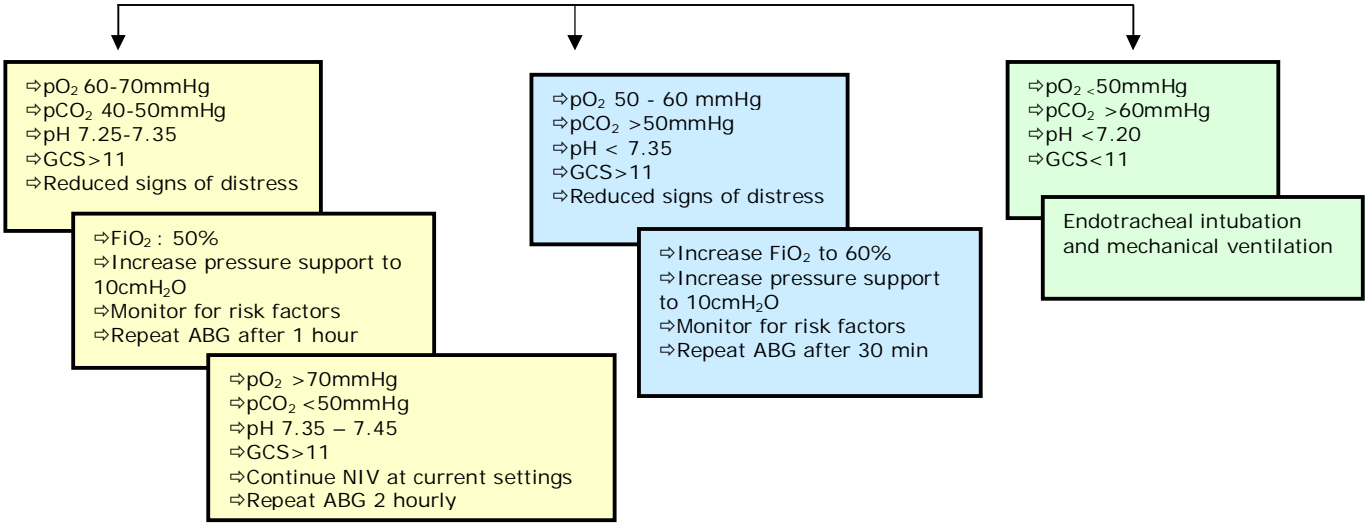 ⇨pO₂ 60-70mmHg
⇨pCO₂ 40-50mmHg
⇨pH 7.25-7.35
⇨GCS>11
⇨Reduced signs of distress
⇨FiO₂ : 50%
⇨Increase pressure support to
10cmH₂O
⇨Monitor for risk factors
⇨Repeat ABG after 1 hour
⇨pO₂ >70mmHg
⇨pCO₂ <50mmHg
⇨pH 7.35 – 7.45
⇨GCS>11
⇨Continue NIV at current settings
⇨Repeat ABG 2 hourly
⇨pO₂ 50 - 60 mmHg
⇨pCO₂ >50mmHg
⇨pH < 7.35
⇨GCS>11
⇨Reduced signs of distress
⇨Increase FiO₂ to 60%
⇨Increase pressure support
to 10cmH₂O
⇨Monitor for risk factors
⇨Repeat ABG after 30 min
⇨pO₂ <50mmHg
⇨pCO₂ >60mmHg
⇨pH <7.20
⇨GCS<11
Endotracheal intubation
and mechanical ventilation